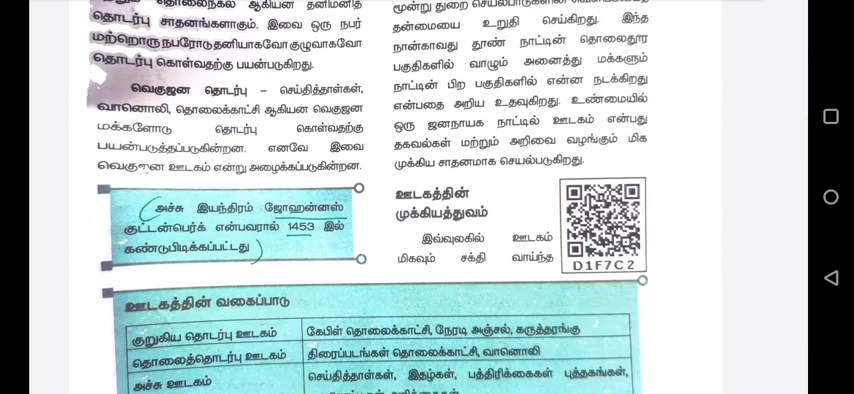 தொலைநகல் ஆகியன தனிமனித
தொடர்பு சாதனங்களாகும். இவை ஒரு நபர்
மற்றொரு நபரோடு தனியாகவோ குழுவாகவோ
தொடர்பு கொள்வதற்கு பயன்படுகிறது.
வெகுஜன தொடர்பு – செய்தித்தாள்கள்,
வானொலி, தொலைக்காட்சி ஆகியன வெகுஜன
மக்களோடு தொடர்பு கொள்வதற்கு
பயன்படுத்தப்படுகின்றன. எனவே இவை
வெகுஜன ஊடகம் என்று அழைக்கப்படுகின்றன.
அச்சு இயந்திரம் ஜோஹன்னஸ்
குட்டன்பெர்க் என்பவரால் 1453 இல்
கண்டுபிடிக்கப்பட்டது
மூன்று துறை
தன்மையை உறுதி செய்கிறது. இந்த
நான்காவது தூண் நாட்டின் தொலைதூர
பகுதிகளில் வாழும் அனைத்து மக்களும்
நாட்டின் பிற பகுதிகளில் என்ன நடக்கிறது
என்பதை அறிய உதவுகிறது. உண்மையில்
ஒரு ஜனநாயக நாட்டில் ஊடகம் என்பது
தகவல்கள் மற்றும் அறிவை வழங்கும் மிக
முக்கிய சாதனமாக செயல்படுகிறது.
ஊடகத்தின்
முக்கியத்துவம்
இவ்வுலகில் ஊடகம்
மிகவும் சக்தி வாய்ந்த
D1F7C2
ஊடகத்தின் வகைப்பாடு
குறுகிய தொடர்பு ஊடகம் கேபிள் தொலைக்காட்சி, நேரடி அஞ்சல், கருத்தரங்கு
தொலைத்தொடர்பு ஊடகம் திரைப்படங்கள் தொலைக்காட்சி, வானொலி
அச்சு ஊடகம் செய்தித்தாள்கள், இதழ்கள், பத்திரிக்கைகள் புத்தகங்கள்,